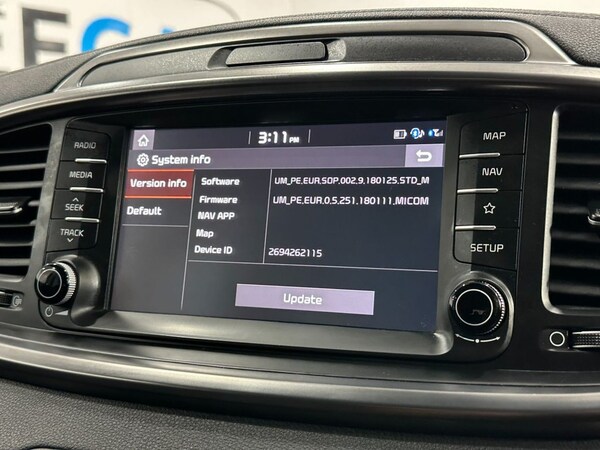 3:11 PM
System info
Version info
Default
Software UM_PE.EUR.SOP.002.9.180125.STD_M
Firmware UM_PE.EUR.0.5.251.180111.MICOM
NAV APP
Map
Device ID 2694262115
Update
RADIO
MEDIA
SEEK
TRACK
MAP
NAV
SETUP